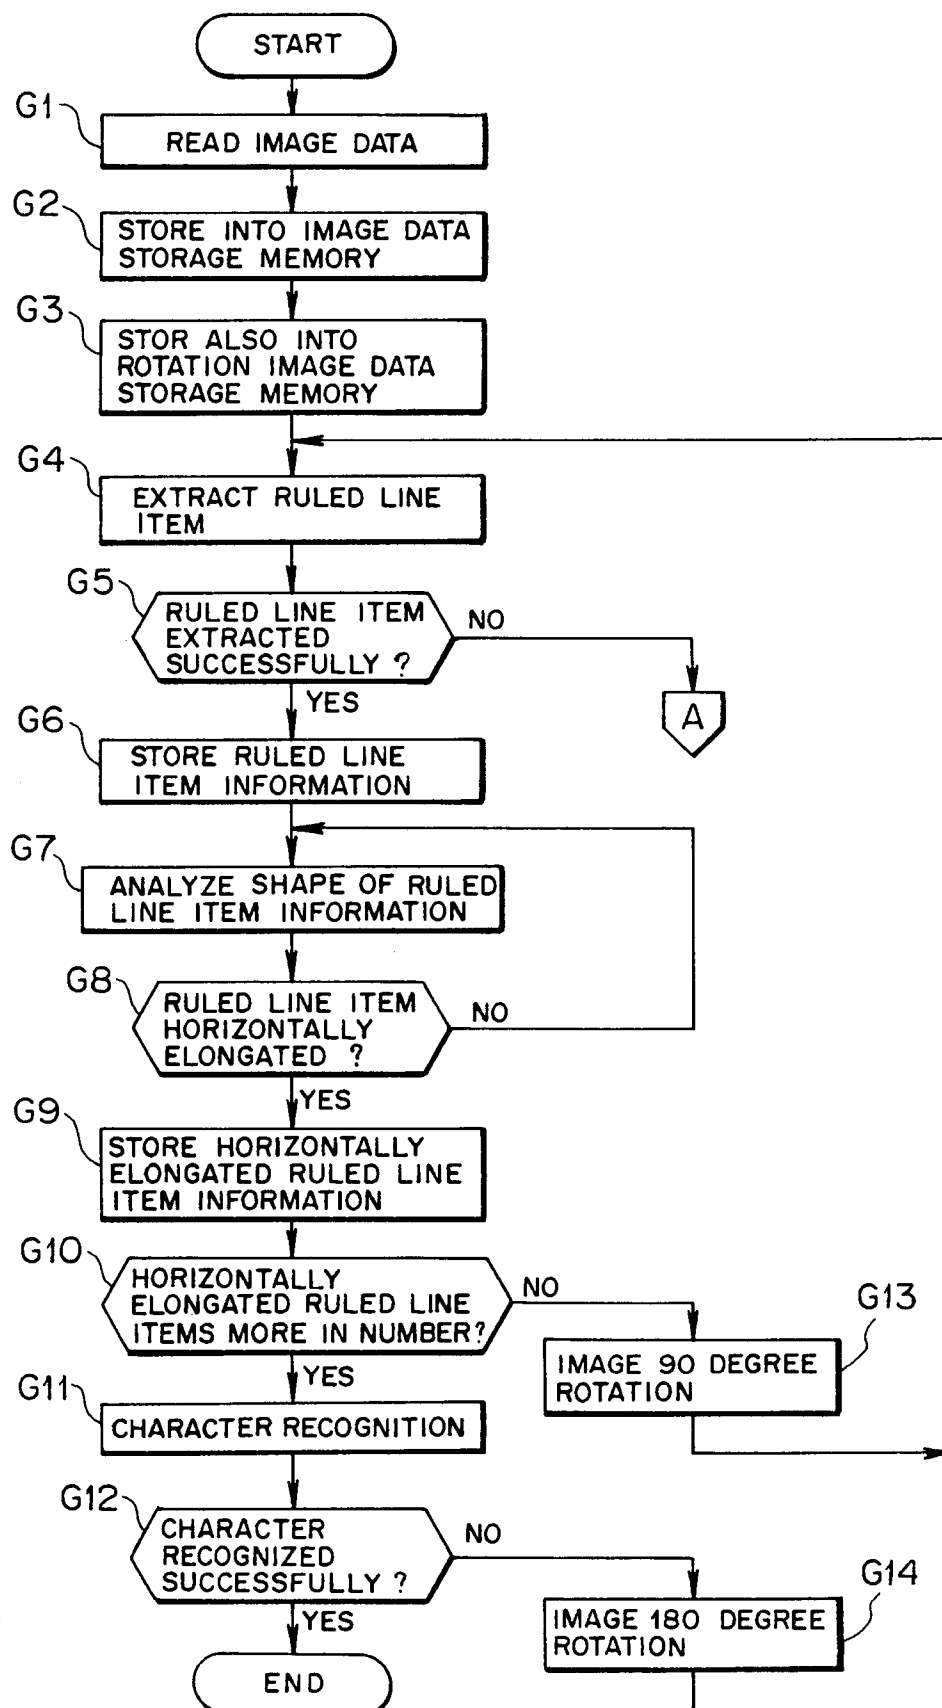 START
G1
READ IMAGE DATA
G2
STORE INTO IMAGE DATA
STORAGE MEMORY
G3
STOR ALSO INTO
ROTATION IMAGE DATA
STORAGE MEMORY
G4
EXTRACT RULED LINE
ITEM
G5
RULED LINE ITEM
EXTRACTED
SUCCESSFULLY ?
NO
YES
A
G6
STORE RULED LINE
ITEM INFORMATION
G7
ANALYZE SHAPE OF RULED
LINE ITEM INFORMATION
G8
RULED LINE ITEM
HORIZONTALLY
ELONGATED ?
NO
YES
G9
STORE HORIZONTALLY
ELONGATED RULED LINE
ITEM INFORMATION
G10
HORIZONTALLY
ELONGATED RULED LINE
ITEMS MORE IN NUMBER?
NO
YES
G13
IMAGE 90 DEGREE
ROTATION
G11
CHARACTER RECOGNITION
G12
CHARACTER
RECOGNIZED
SUCCESSFULLY ?
NO
YES
G14
IMAGE 180 DEGREE
ROTATION
END